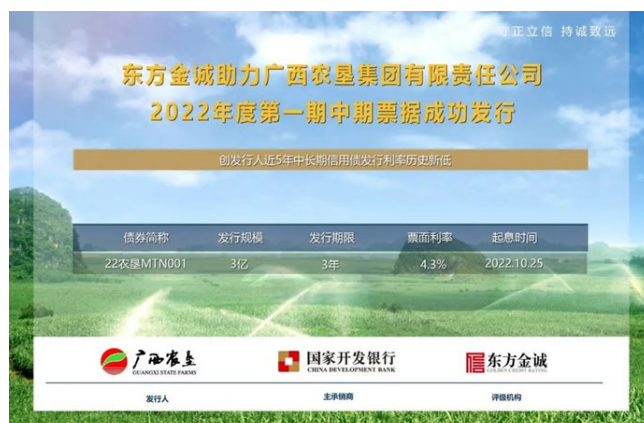 守正立信 持诚致远
东方金诚助力广西农垦集团有限责任公司
2022年度第一期中期票据成功发行
创发行人近5年中长期信用债发行利率历史新低
债券简称 发行规模 发行期限 票面利率 起息时间
22农垦MTN001 3亿 3年 4.3% 2022.10.25
广西农垦 国家开发银行 东方金诚
GUANGXI STATE FARMS CHINA DEVELOPMENT BANK GOLDEN CREDIT RATING
发行人 主承销商 评级机构